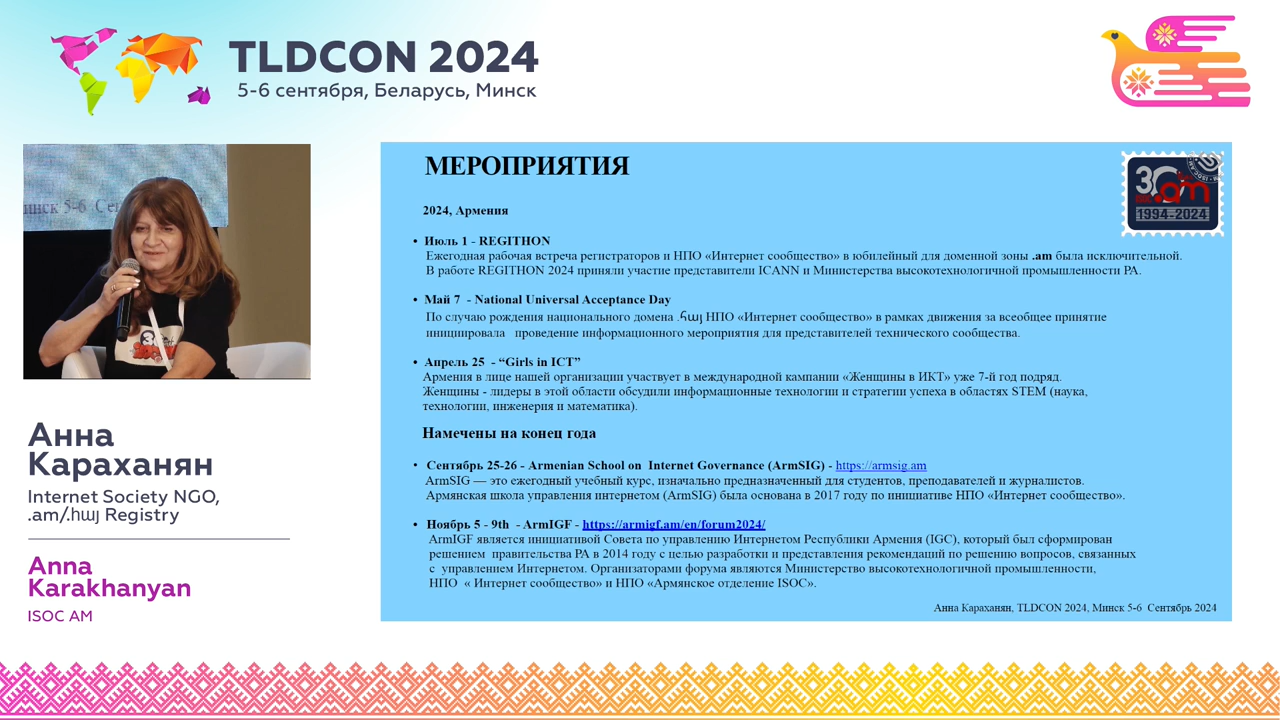 TLDCON 2024
5-6 сентября, Беларусь, Минск
инск 5-6 Сен
Анна
Караханян
Internet Society NGO,
.am/.հայ Registry
Anna
Karakhanyan
ISOC AM
МЕРОПРИЯТИЯ
30
.am
1994-2024
2024, Армения
• Июль 1 - REGITHON
Ежегодная рабочая встреча регистраторов и НПО «Интернет сообщество» в юбилейный для доменной зоны .am была исключительной.
В работе REGITHON 2024 приняли участие представители ICANN и Министерства высокотехнологичной промышленности РА.
• Май 7 - National Universal Acceptance Day
По случаю рождения национального домена .հայ НПО «Интернет сообщество» в рамках движения за всеобщее принятие
инициировала проведение информационного мероприятия для представителей технического сообщества.
• Апрель 25 - “Girls in ICT”
Армения в лице нашей организации участвует в международной кампании «Женщины в ИКТ» уже 7-й год подряд.
Женщины - лидеры в этой области обсудили информационные технологии и стратегии успеха в областях STEM (наука,
технологии, инженерия и математика).
Намечены на конец года
• Сентябрь 25-26 - Armenian School on Internet Governance (ArmSIG) - https://armsig.am
ArmSIG — это ежегодный учебный курс, изначально предназначенный для студентов, преподавателей и журналистов.
Армянская школа управления интернетом (ArmSIG) была основана в 2017 году по инициативе НПО «Интернет сообщество».
• Ноябрь 5 - 9th - ArmIGF - https://armigf.am/en/forum2024/
ArmIGF является инициативой Совета по управлению Интернетом Республики Армения (IGC), который был сформирован
решением правительства РА в 2014 году с целью разработки и представления рекомендаций по решению вопросов, связанных
с управлением Интернетом. Организаторами форума являются Министерство высокотехнологичной промышленности,
НПО « Интернет сообщество» и НПО «Армянское отделение ISOC».
Анна Караханян, TLDCON 2024, Минск 5-6 Сентябрь 2024